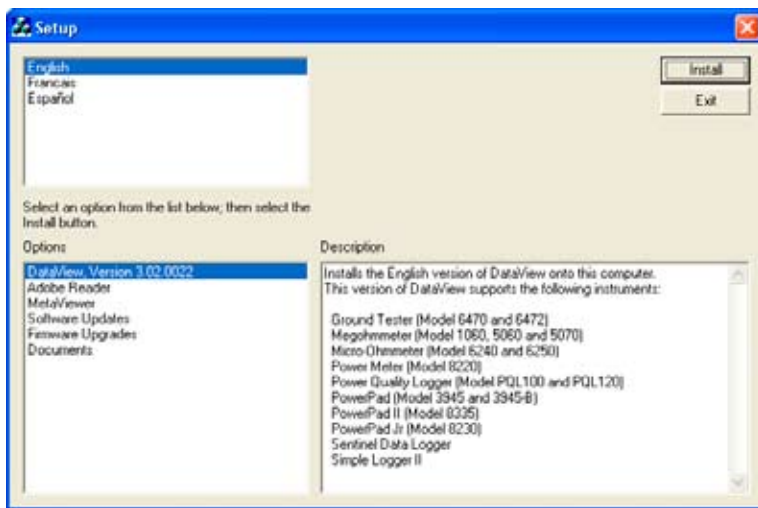 Setup
English
Francais
Español
Install
Exit
Select an option from the list below; then select the
Install button.
Options
DataView, Version 3.02.0022
Adobe Reader
MetaViewer
Software Updates
Firmware Upgrades
Documents
Description
Installs the English version of DataView onto this computer.
This version of DataView supports the following instruments:
Ground Tester (Model 6470 and 6472)
Megohmmeter (Model 1060, 5060 and 5070)
Micro-Ohmmeter (Model 6240 and 6250)
Power Meter (Model 8220)
Power Quality Logger (Model PQL100 and PQL120)
PowerPad (Model 3945 and 3945-B)
PowerPad II (Model 8335)
PowerPad Jr (Model 8230)
Sentinel Data Logger
Simple Logger II